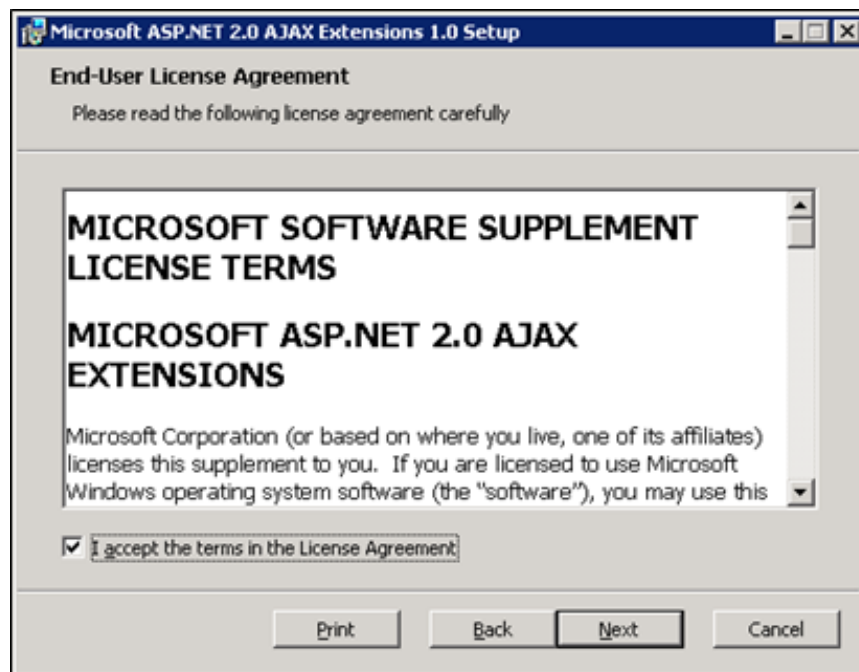 Microsoft ASP.NET 2.0 AJAX Extensions 1.0 Setup
End-User License Agreement
Please read the following license agreement carefully
MICROSOFT SOFTWARE SUPPLEMENT
LICENSE TERMS
MICROSOFT ASP.NET 2.0 AJAX
EXTENSIONS
Microsoft Corporation (or based on where you live, one of its affiliates)
licenses this supplement to you.  If you are licensed to use Microsoft
Windows operating system software (the "software"), you may use this
I accept the terms in the License Agreement
Print Back Next Cancel